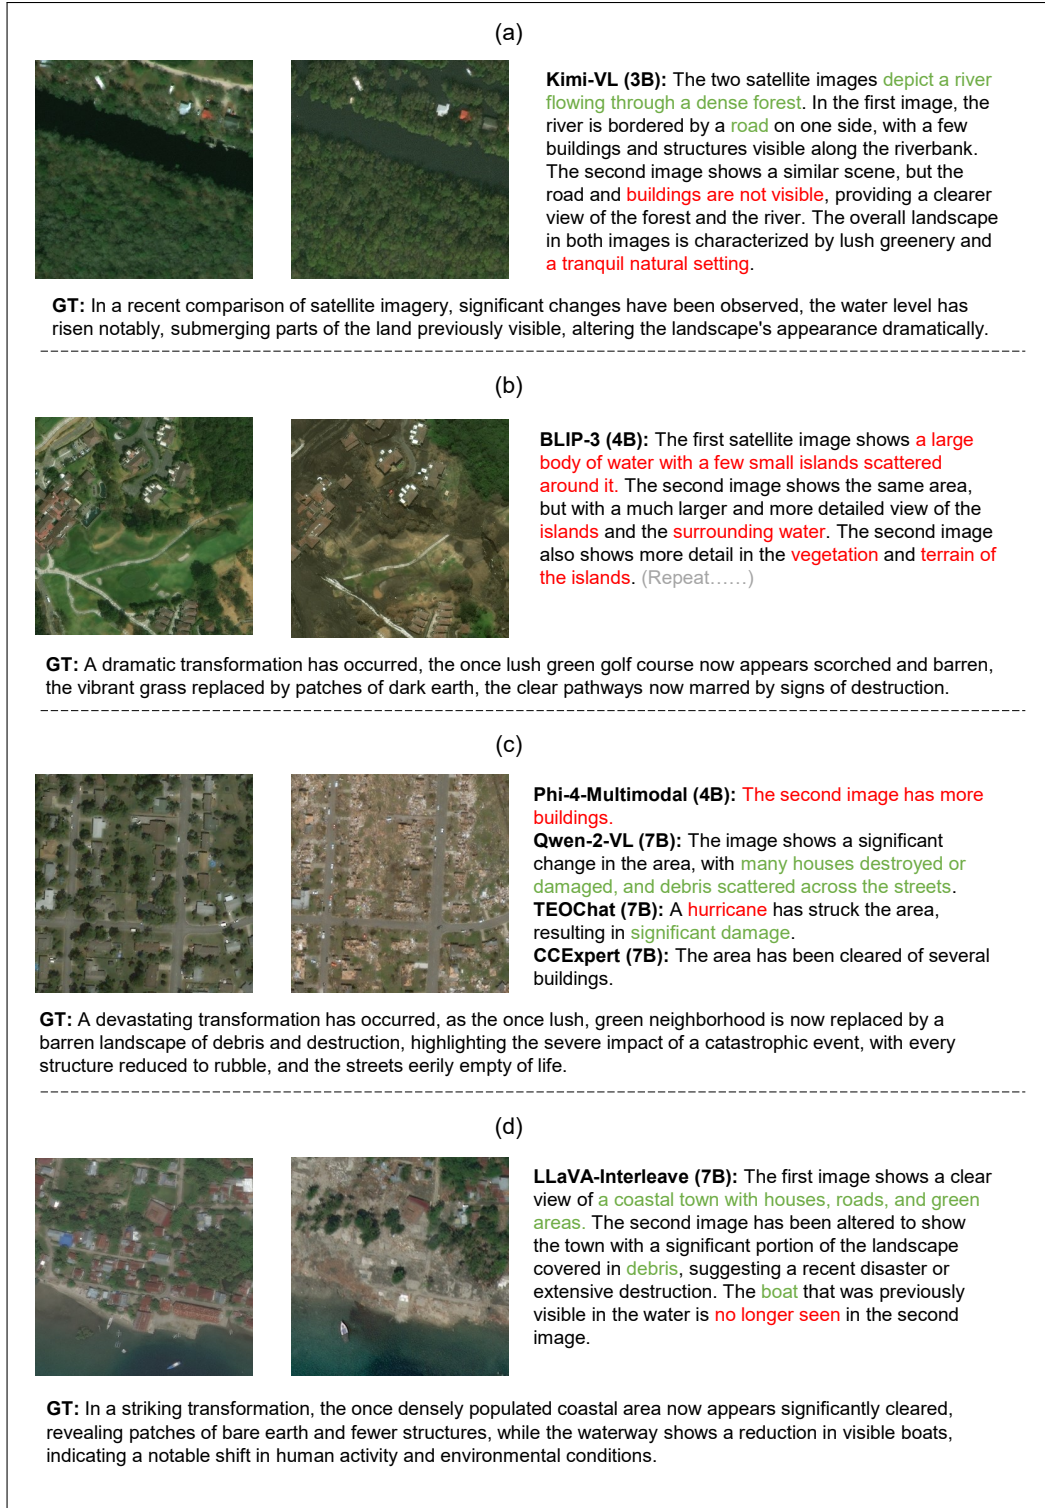 (a)
Kimi-VL (3B): The two satellite images depict a river
flowing through a dense forest. In the first image, the
river is bordered by a road on one side, with a few
buildings and structures visible along the riverbank.
The second image shows a similar scene, but the
road and buildings are not visible, providing a clearer
view of the forest and the river. The overall landscape
in both images is characterized by lush greenery and
a tranquil natural setting.
GT: In a recent comparison of satellite imagery, significant changes have been observed, the water level has
risen notably, submerging parts of the land previously visible, altering the landscape's appearance dramatically.
(b)
BLIP-3 (4B): The first satellite image shows a large
body of water with a few small islands scattered
around it. The second image shows the same area,
but with a much larger and more detailed view of the
islands and the surrounding water. The second image
also shows more detail in the vegetation and terrain of
the islands. (Repeat……)
GT: A dramatic transformation has occurred, the once lush green golf course now appears scorched and barren,
the vibrant grass replaced by patches of dark earth, the clear pathways now marred by signs of destruction.
(c)
Phi-4-Multimodal (4B): The second image has more
buildings.
Qwen-2-VL (7B): The image shows a significant
change in the area, with many houses destroyed or
damaged, and debris scattered across the streets.
TEOChat (7B): A hurricane has struck the area,
resulting in significant damage.
CCExpert (7B): The area has been cleared of several
buildings.
GT: A devastating transformation has occurred, as the once lush, green neighborhood is now replaced by a
barren landscape of debris and destruction, highlighting the severe impact of a catastrophic event, with every
structure reduced to rubble, and the streets eerily empty of life.
(d)
LLaVA-Interleave (7B): The first image shows a clear
view of a coastal town with houses, roads, and green
areas. The second image has been altered to show
the town with a significant portion of the landscape
covered in debris, suggesting a recent disaster or
extensive destruction. The boat that was previously
visible in the water is no longer seen in the second
image.
GT: In a striking transformation, the once densely populated coastal area now appears significantly cleared,
revealing patches of bare earth and fewer structures, while the waterway shows a reduction in visible boats,
indicating a notable shift in human activity and environmental conditions.